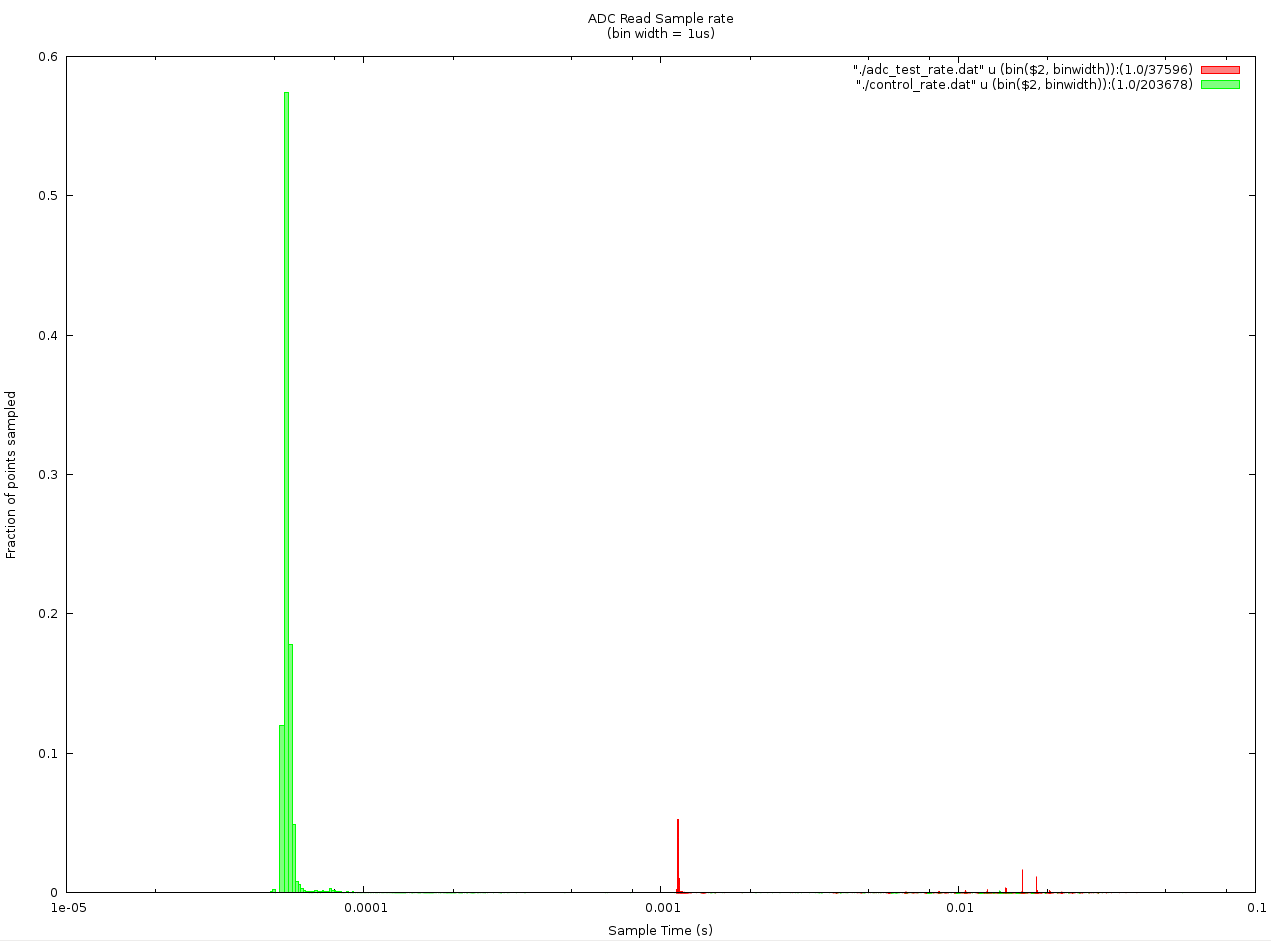 ADC Read Sample rate
(bin width = 1us)
"./adc_test_rate.dat" u (bin($2, binwidth)):(1.0/37596)
"./control_rate.dat" u (bin($2, binwidth)):(1.0/203678)
0.6
0.5
0.4
0.3
0.2
0.1
0
Fraction of points sampled
1e-05
0.0001
0.001
0.01
0.1
Sample Time (s)